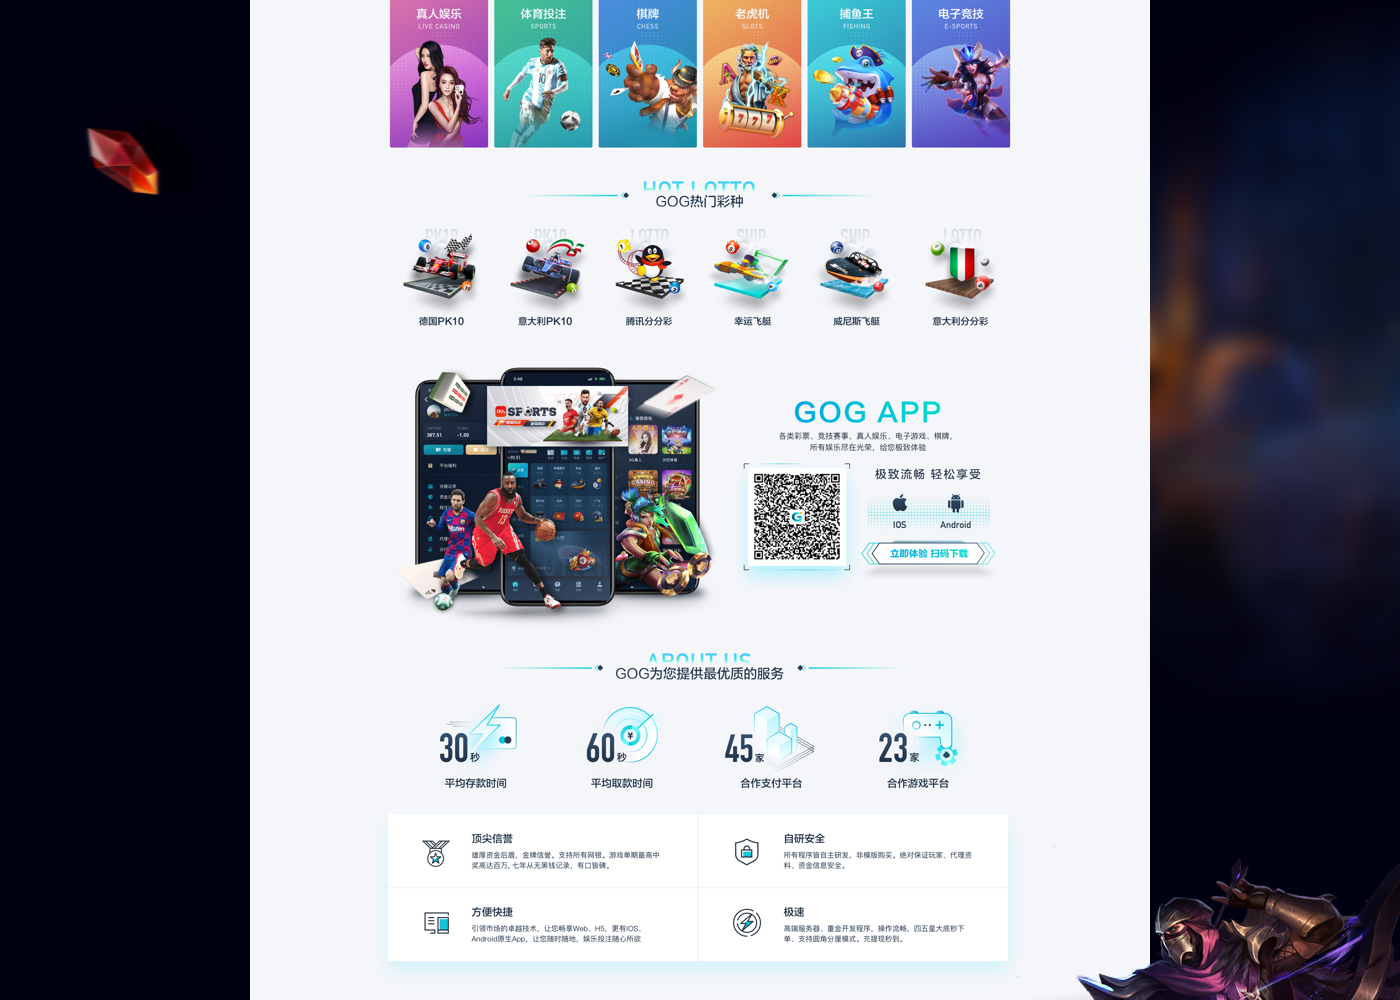 真人娱乐
LIVE CASINO
体育投注
SPORTS
棋牌
CHESS
老虎机
SLOTS
捕鱼王
FISHING
电子竞技
E-SPORTS
HOT LOTTO
GOG热门彩种
PK10
PK10
LOTTO
SHIP
SHIP
LOTTO
德国PK10
意大利PK10
腾讯分分彩
幸运飞艇
威尼斯飞艇
意大利分分彩
SPORTS
387.51
-1.00
平台福利
CASINO
GOG APP
各类彩票、竞技赛事、真人娱乐、电子游戏、棋牌,
所有娱乐尽在光荣，给您极致体验
极致流畅 轻松享受
IOS
Android
立即体验 扫码下载
ABOUT US
GOG为您提供最优质的服务
30秒
平均存款时间
60秒
平均取款时间
45家
合作支付平台
23家
合作游戏平台
顶尖信誉
雄厚资金后盾，金牌信誉。支持所有网银。游戏单期最高中
奖高达百万, 七年从无黑钱记录，有口皆碑。
自研安全
所有程序皆自主研发，非模版购买。绝对保证玩家、代理资
料、资金信息安全。
方便快捷
引领市场的卓越技术，让您畅享Web、H5，更有IOS、
Android原生App，让您随时随地，娱乐投注随心所欲
极速
高端服务器、重金开发程序，操作流畅，四五星大底秒下
单、支持圆角分厘模式。充提现秒到。